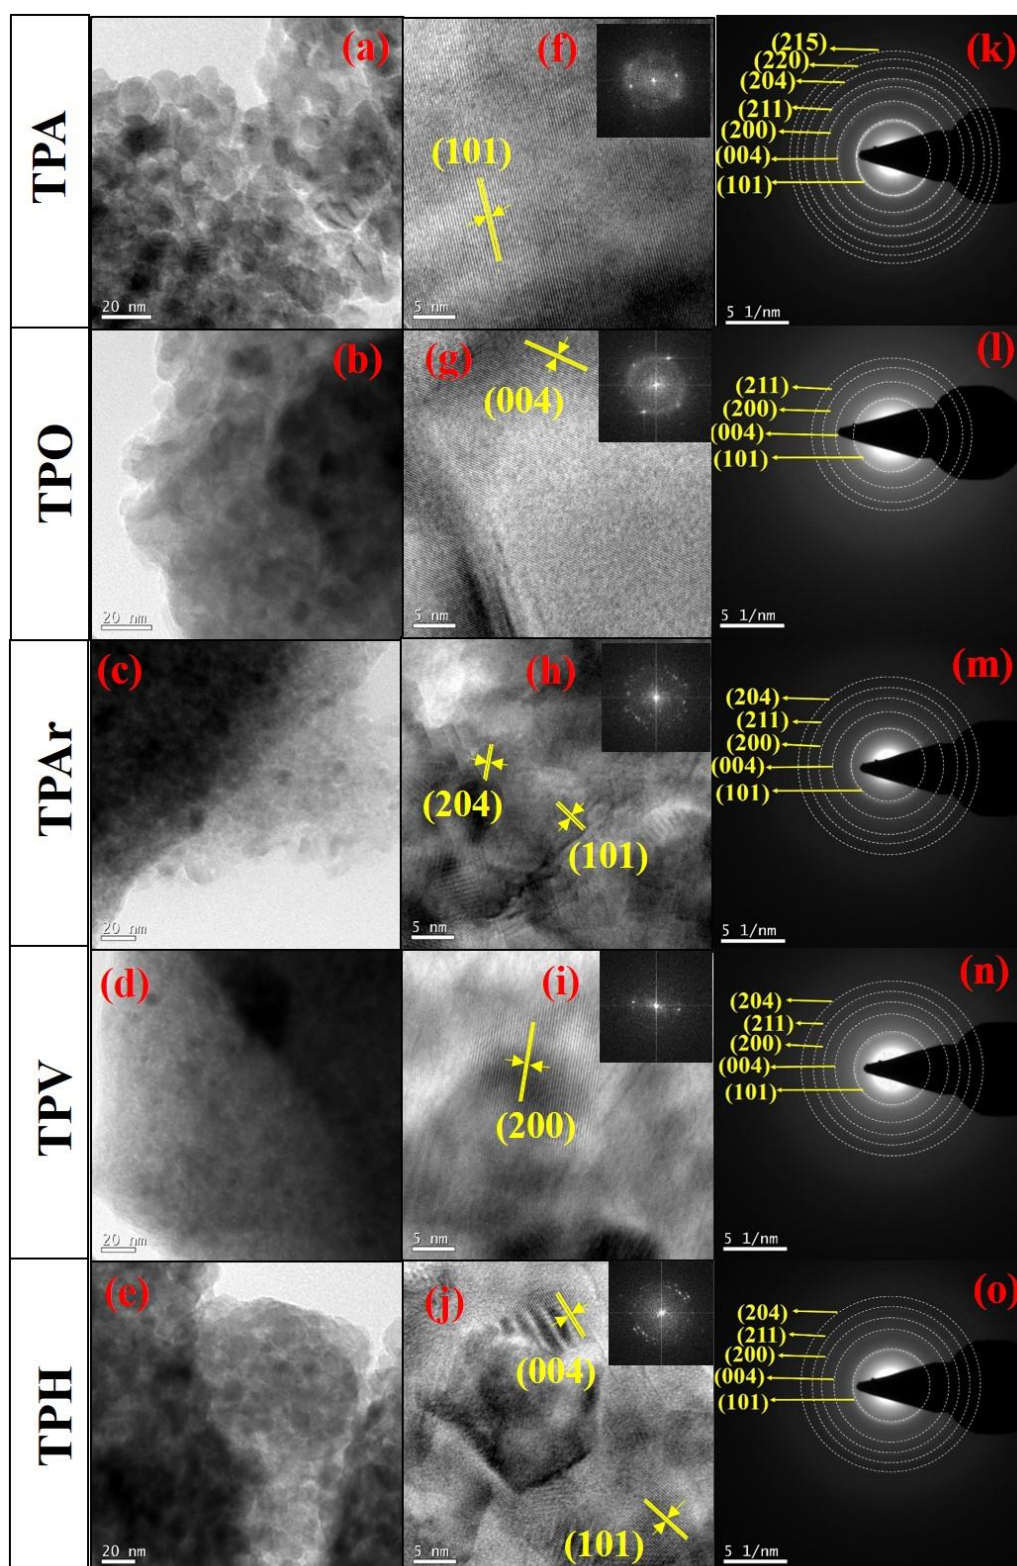 TPA
(a)
20 nm
(f)
(101)
5 nm
(k)
(215)
(220)
(204)
(211)
(200)
(004)
(101)
5 1/nm
TPO
(b)
20 nm
(g)
(004)
5 nm
(l)
(211)
(200)
(004)
(101)
5 1/nm
TPAr
(c)
20 nm
(h)
(204)
(101)
5 nm
(m)
(204)
(211)
(200)
(004)
(101)
5 1/nm
TPV
(d)
20 nm
(i)
(200)
5 nm
(n)
(204)
(211)
(200)
(004)
(101)
5 1/nm
TPH
(e)
20 nm
(j)
(004)
(101)
5 nm
(o)
(204)
(211)
(200)
(004)
(101)
5 1/nm